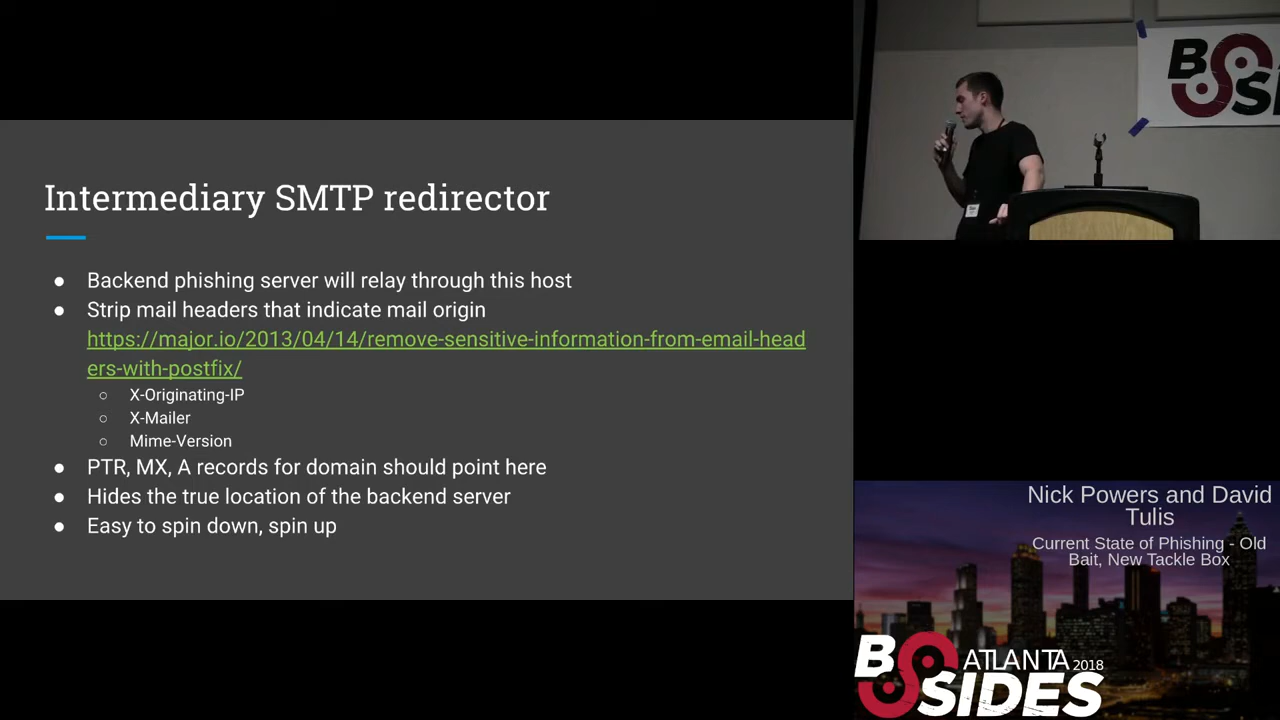 Intermediary SMTP redirector
● Backend phishing server will relay through this host
● Strip mail headers that indicate mail origin
https://major.io/2013/04/14/remove-sensitive-information-from-email-head
ers-with-postfix/
○ X-Originating-IP
○ X-Mailer
○ Mime-Version
● PTR, MX, A records for domain should point here
● Hides the true location of the backend server
● Easy to spin down, spin up
Nick Powers and David
Tulis
Current State of Phishing - Old
Bait, New Tackle Box
B
ATLANTA 2018
SIDES